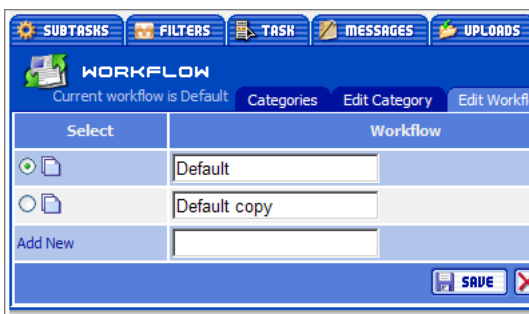 SUBTASKS FILTERS TASK MESSAGES UPLOADS
WORKFLOW
Current workflow is Default Categories Edit Category Edit
Select Workflow
Default
Default copy
Add New
SAVE